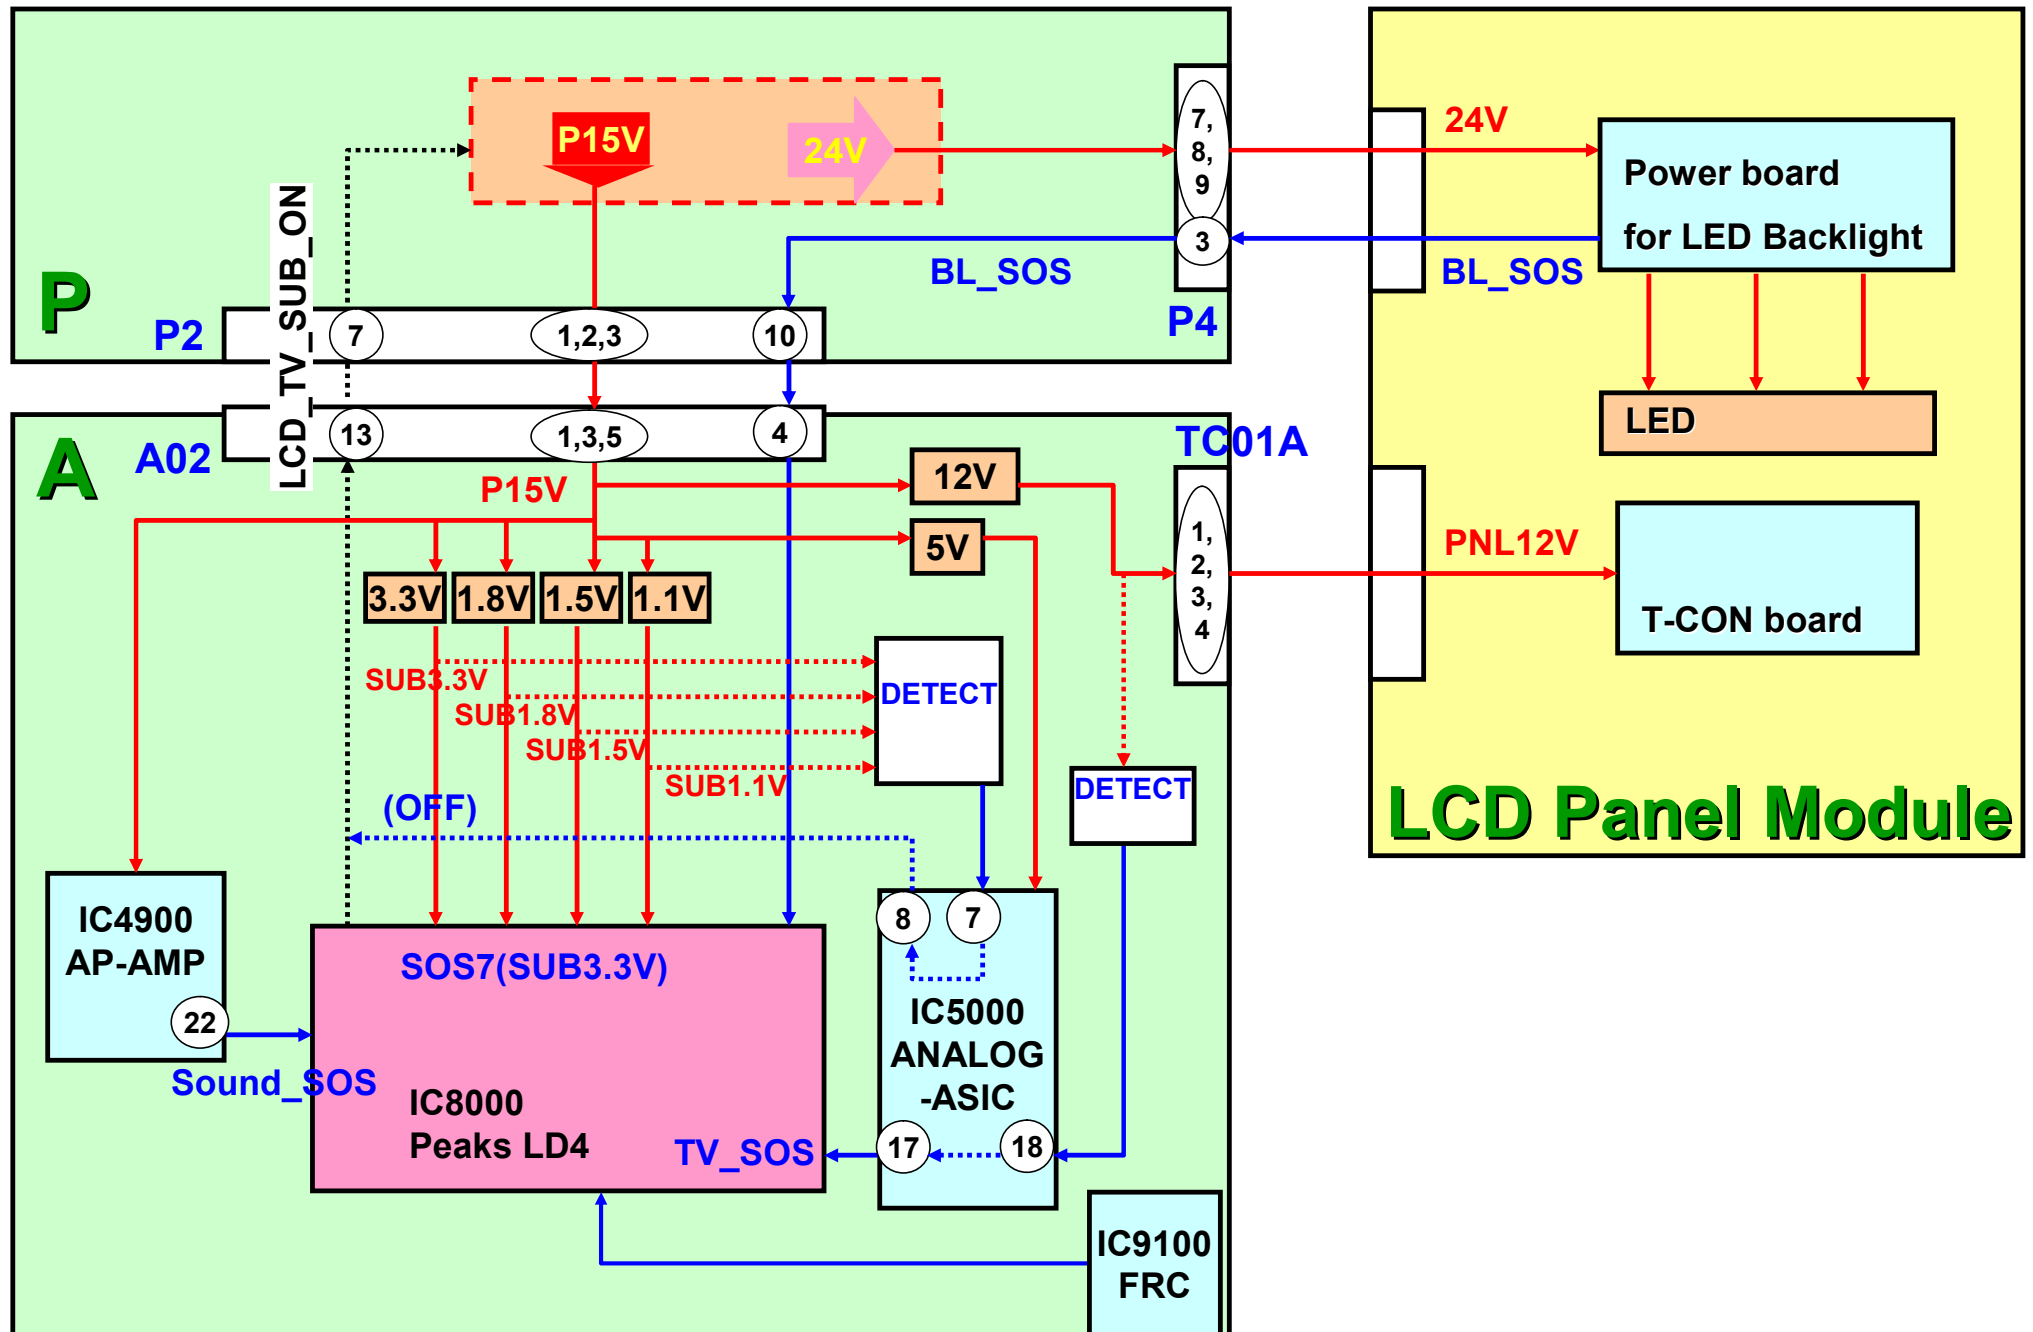 P15V
24V
7,
8,
9
3
24V
Power board
for LED Backlight
BL_SOS
BL_SOS
LCD_TV_SUB_ON
P
P2
7
1,2,3
10
P4
LED
A
A02
13
1,3,5
4
TC01A
P15V
12V
5V
1,
2,
3,
4
PNL12V
T-CON board
3.3V
1.8V
1.5V
1.1V
SUB3.3V
SUB1.8V
SUB1.5V
SUB1.1V
DETECT
DETECT
LCD Panel Module
(OFF)
IC4900
AP-AMP
22
Sound_SOS
SOS7(SUB3.3V)
IC8000
Peaks LD4
TV_SOS
8
7
IC5000
ANALOG
-ASIC
17
18
IC9100
FRC